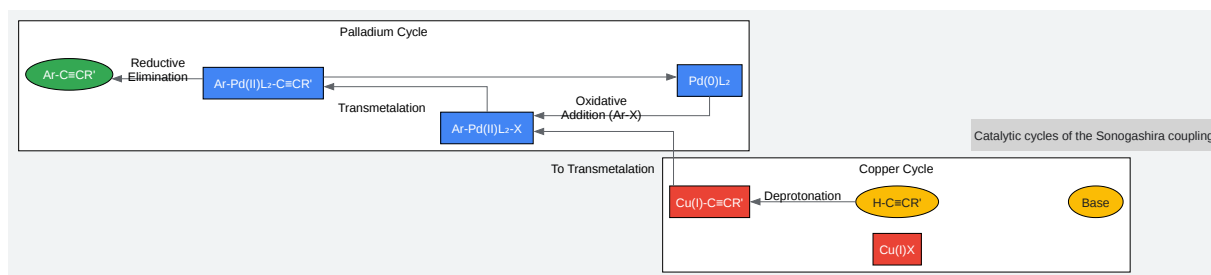 Palladium Cycle
Ar-C≡CR'
Reductive
Elimination
Ar-Pd(II)L₂-C≡CR'
Pd(0)L₂
Transmetalation
Oxidative
Addition (Ar-X)
Ar-Pd(II)L₂-X
Catalytic cycles of the Sonogashira coupling
To Transmetalation
Copper Cycle
Cu(I)-C≡CR'
Deprotonation
H-C≡CR'
Base
Cu(I)X